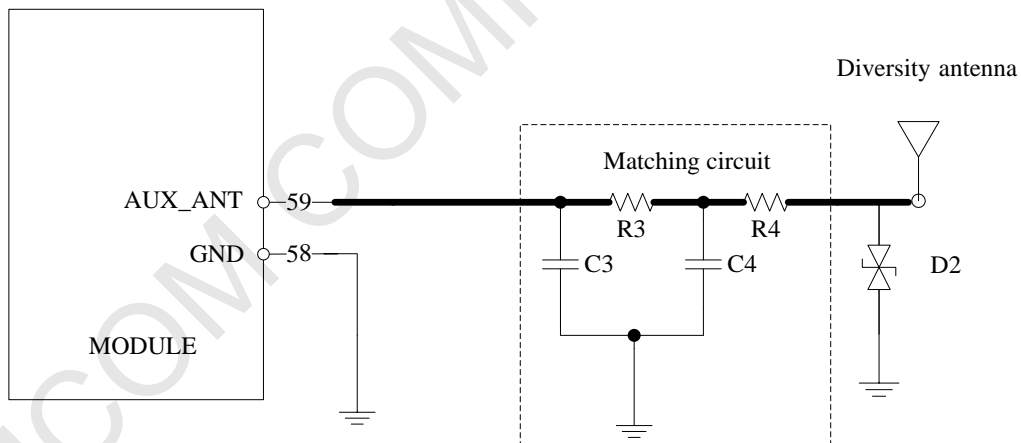 Diversity antenna
Matching circuit
AUX_ANT
59
R3
R4
GND
58
C3
C4
D2
MODULE